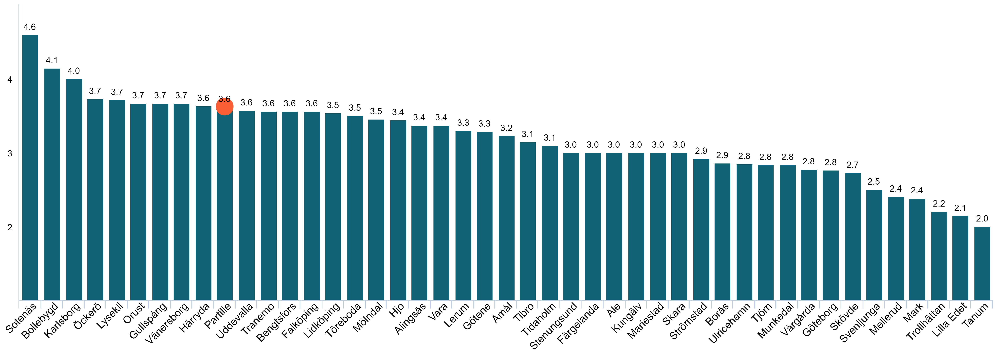 4.6
4.1
4.0
3.7
3.7
3.7
3.7
3.7
3.6
3.6
3.6
3.6
3.6
3.6
3.5
3.5
3.5
3.4
3.4
3.4
3.3
3.3
3.2
3.1
3.1
3.0
3.0
3.0
3.0
3.0
3.0
2.9
2.9
2.8
2.8
2.8
2.8
2.8
2.7
2.5
2.4
2.4
2.2
2.1
2.0
4
3
2
Sotenäs
Bollebygd
Karlsborg
Öckerö
Lysekil
Orust
Gullspång
Vänersborg
Härryda
Partille
Uddevalla
Tranemo
Bengtsfors
Falköping
Lidköping
Töreboda
Mölndal
Hjo
Alingsås
Vara
Lerum
Götene
Åmål
Tibro
Tidaholm
Stenungsund
Färgelanda
Ale
Kungälv
Mariestad
Skara
Strömstad
Borås
Ulricehamn
Tjörn
Munkedal
Vårgårda
Göteborg
Skövde
Svenljunga
Mellerud
Mark
Trollhättan
Lilla Edet
Tanum